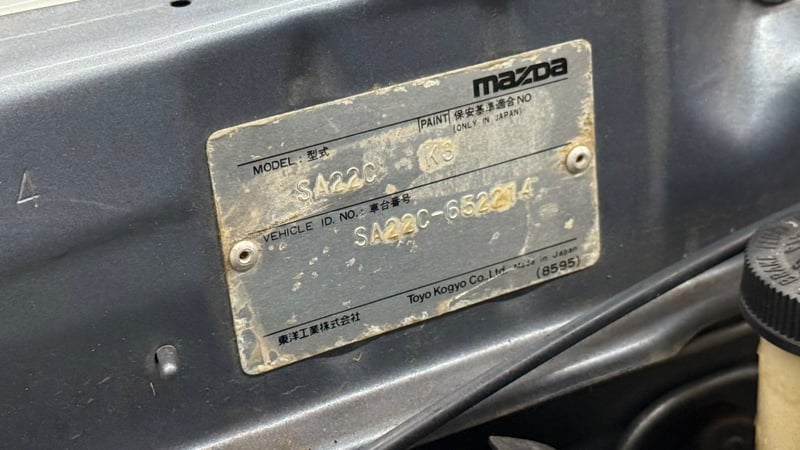 mazda
MODEL : 型式
PAINT
保安基準適合NO
(ONLY IN JAPAN)
SA22C K3
VEHICLE ID. NO. : 車台番号
SA22C-652214
Toyo Kogyo Co., Ltd. Made in Japan
東洋工業株式会社
(8595)
4